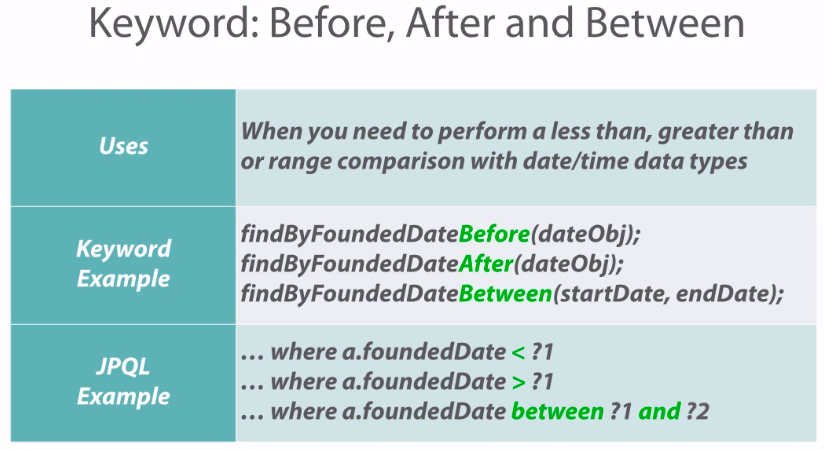 Keyword: Before, After and Between
Uses
When you need to perform a less than, greater than
or range comparison with date/time data types
Keyword
Example
findByFoundedDateBefore(dateObj);
findByFoundedDateAfter(dateObj);
findByFoundedDateBetween(startDate, endDate);
JPQL
Example
… where a.foundedDate < ?1
… where a.foundedDate > ?1
… where a.foundedDate between ?1 and ?2